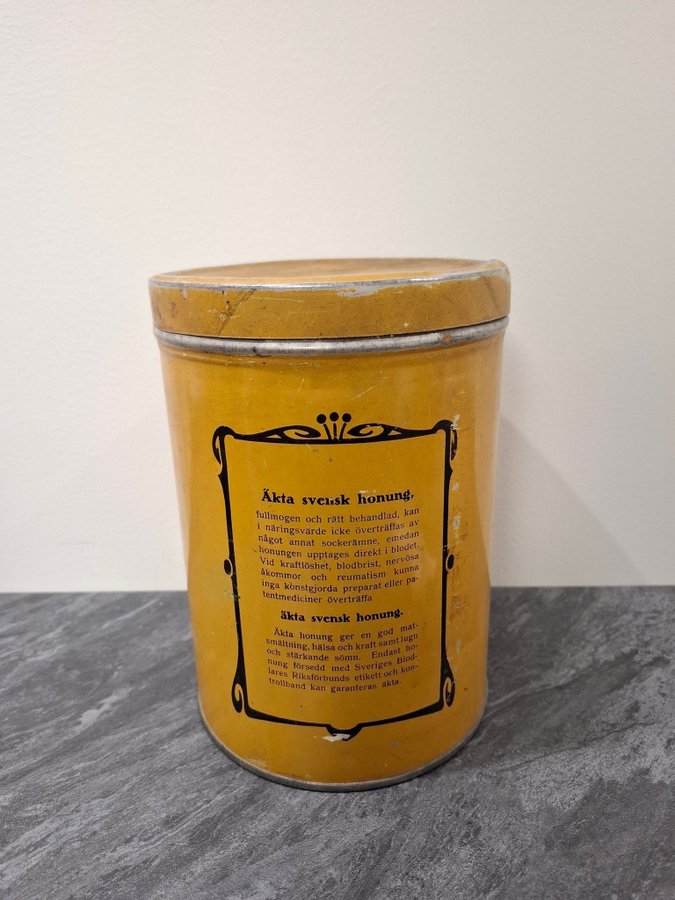 Äkta svensk honung,
fullmogen och rätt behandlad, kan
i näringsvärde icke överträffas av
något annat sockerämne, emedan
honungen upptages direkt i blodet.
Vid kraftlöshet, blodbrist, nervösa
åkommor och reumatism kunna
inga konstgjorda preparat eller pa-
tentmediciner överträffa
äkta svensk honung.
Äkta honung ger en god mat-
smältning, hälsa och kraft samt lugn
och stärkande sömn. Endast ho-
nung försedd med Sveriges Biod-
lares Riksförbunds etikett och kon-
trollband kan garanteras äkta.